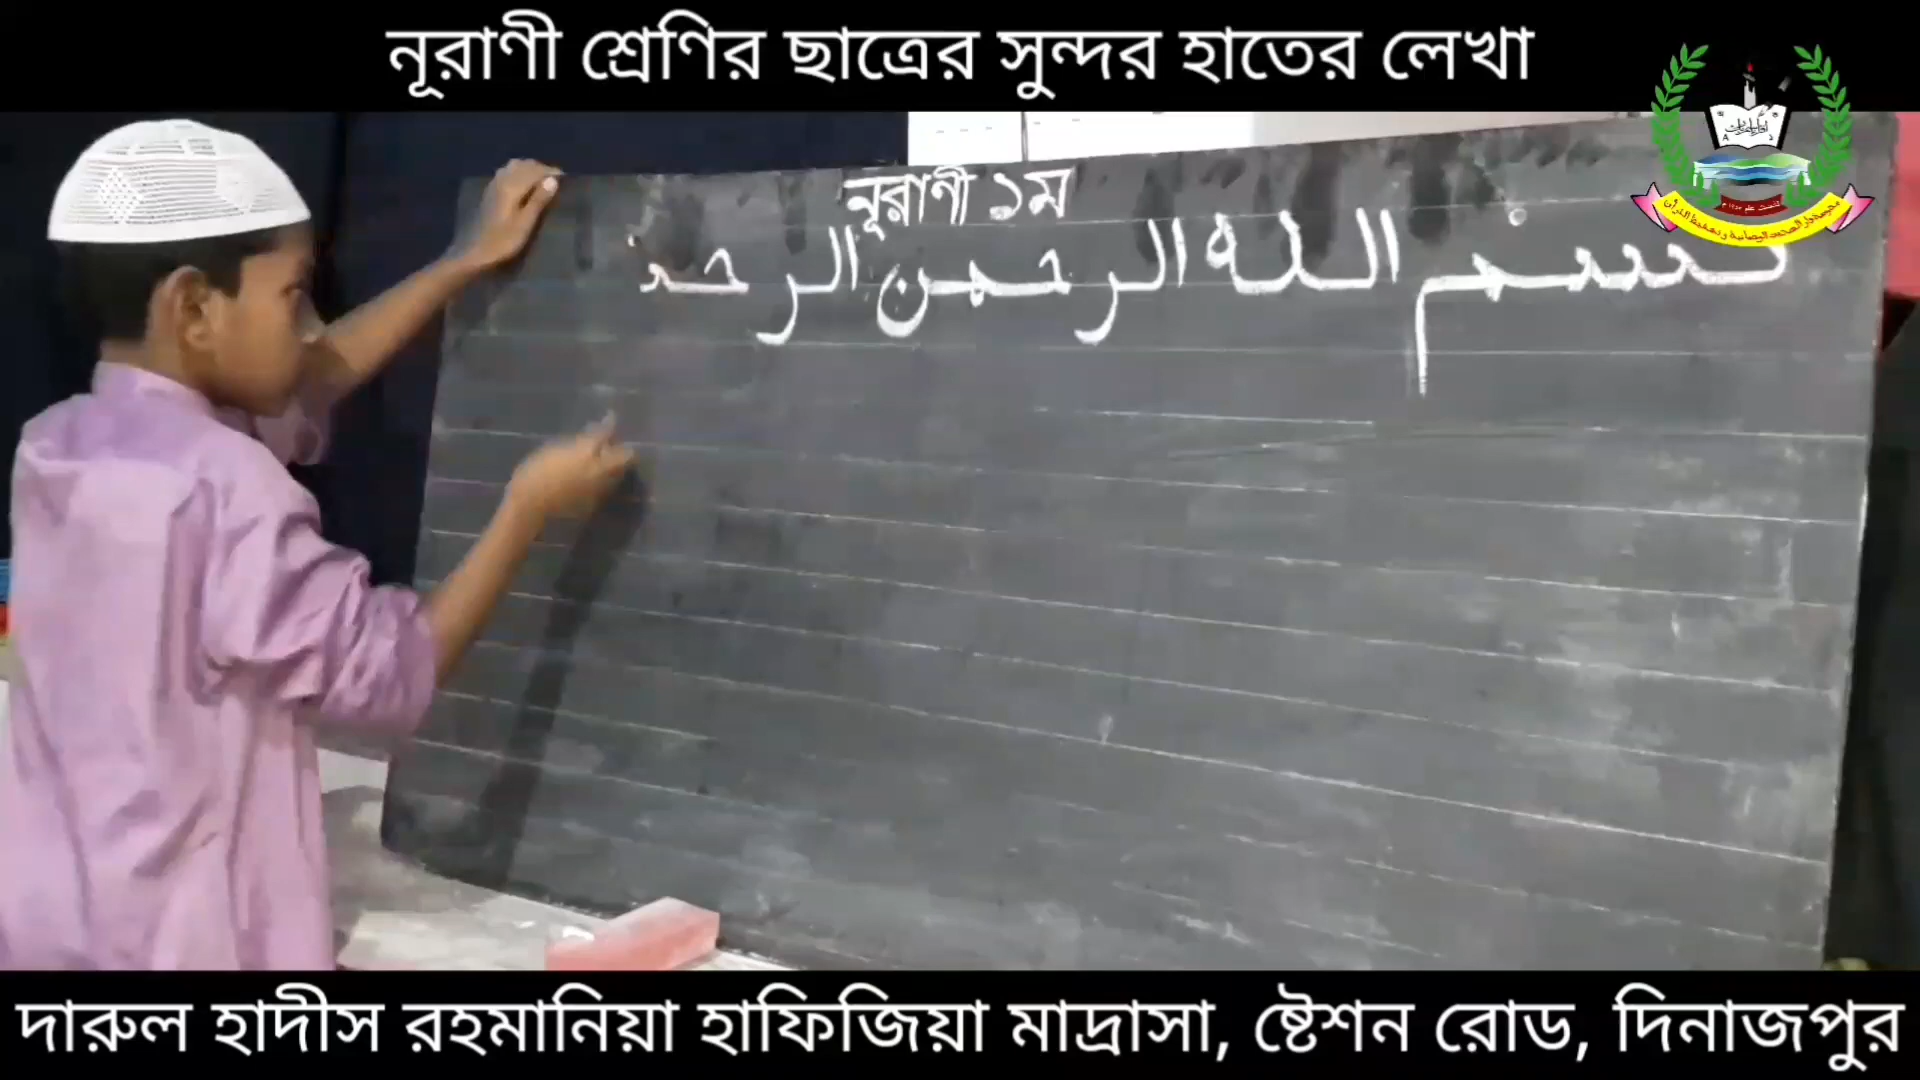 নূরাণী শ্রেণির ছাত্রের সুন্দর হাতের লেখা
নূরাণী ১ম
بسم الله الرحمن الرحـ
দারুল হাদীস রহমানিয়া হাফিজিয়া মাদ্রাসা, ষ্টেশন রোড, দিনাজপুর